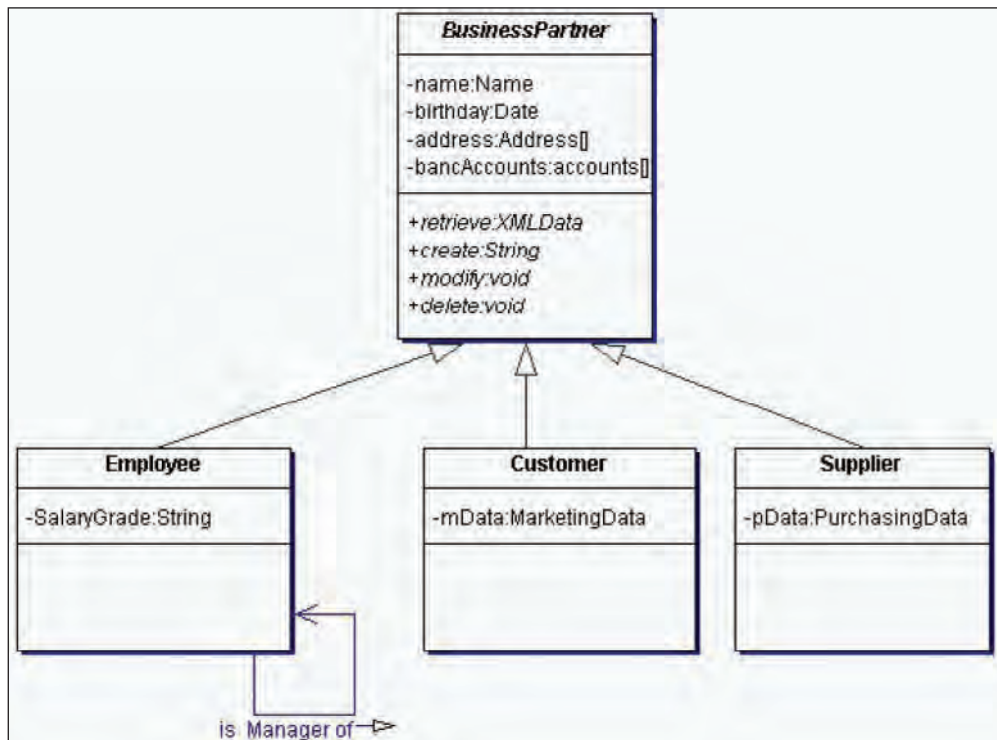 BusinessPartner
-name:Name
-birthday:Date
-address:Address[]
-bancAccounts:accounts[]
+retrieve:XMLData
+create:String
+modify:void
+delete:void
Employee
-SalaryGrade:String
is Manager of
Customer
-mData:MarketingData
Supplier
-pData:PurchasingData